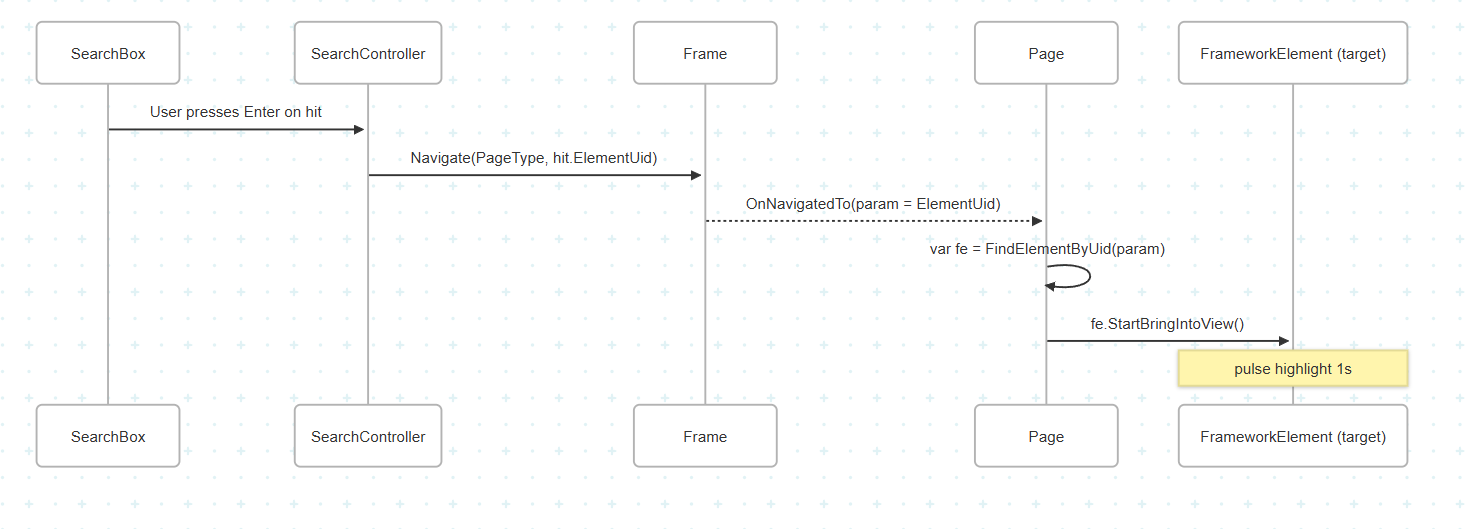 SearchBox
SearchController
Frame
Page
FrameworkElement (target)
User presses Enter on hit
Navigate(PageType, hit.ElementUid)
OnNavigatedTo(param = ElementUid)
var fe = FindElementByUid(param)
fe.StartBringIntoView()
pulse highlight 1s
SearchBox
SearchController
Frame
Page
FrameworkElement (target)